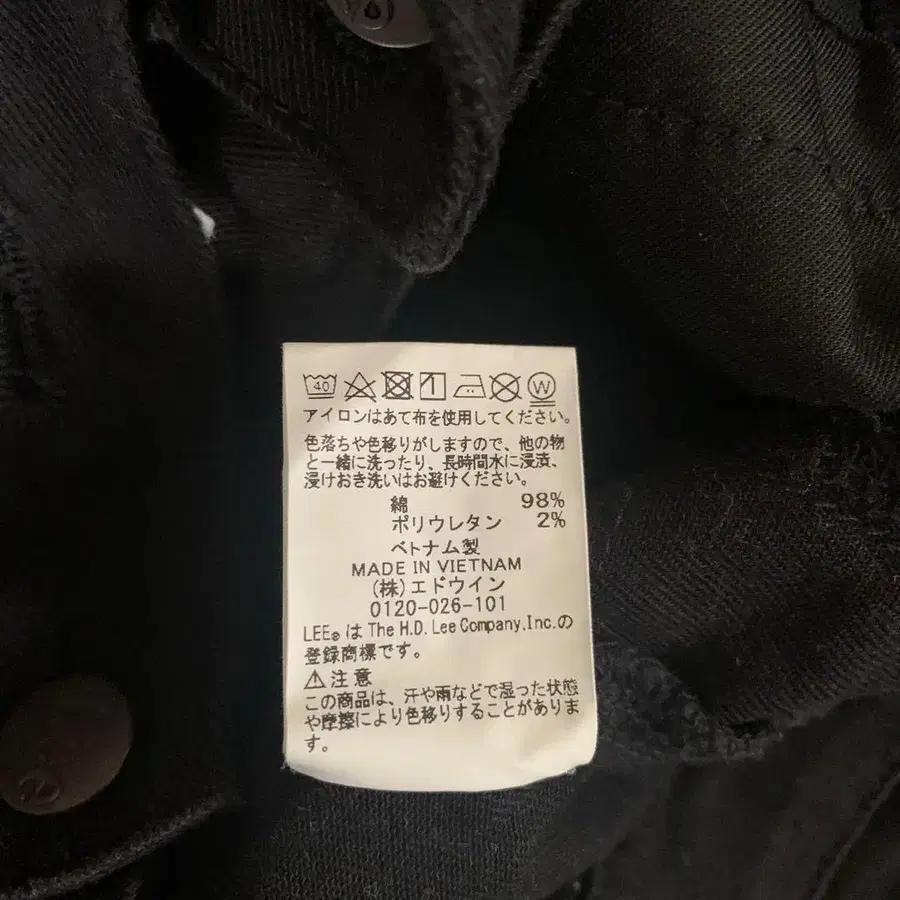 40 W
アイロンはあて布を使用してください。
色落ちや色移りがしますので、他の物
と一緒に洗ったり、長時間水に浸漬、
浸けおき洗いはお避けください。
綿 98%
ポリウレタン 2%
ベトナム製
MADE IN VIETNAM
(株)エドウイン
0120-026-101
LEE® は The H.D. Lee Company,Inc.の
登録商標です。
⚠注意
この商品は、汗や雨などで湿った状態
や摩擦により色移りすることがありま
す。